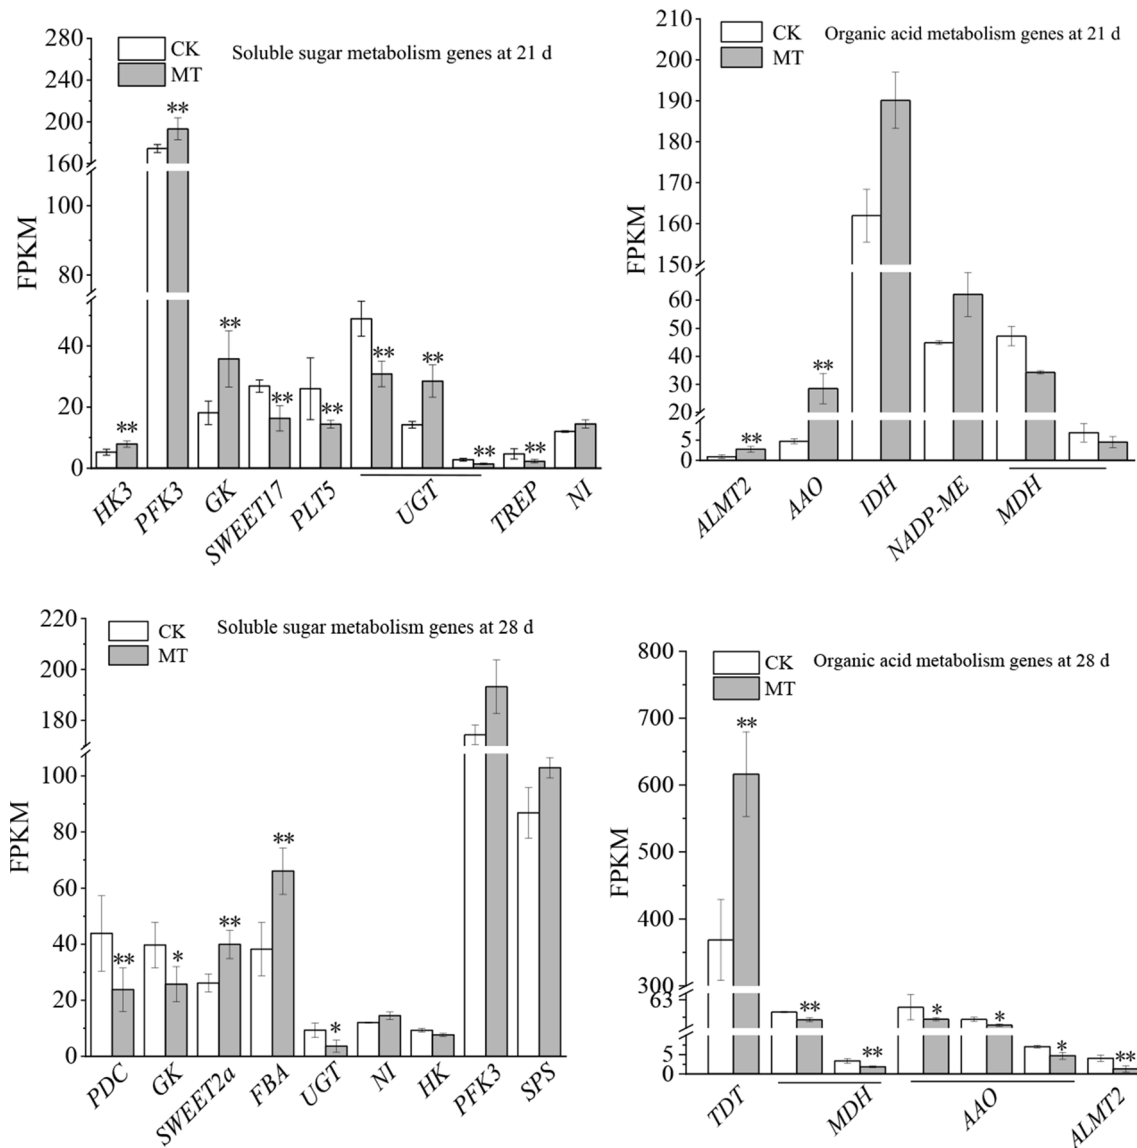 Soluble sugar metabolism genes at 21 d
CK
MT
FPKM
280
240
200
160
100
80
40
20
0
**
**
**
**
**
**
**
**
**
HK3
PFK3
GK
SWEET17
PLT5
UGT
TREP
NI
Organic acid metabolism genes at 21 d
CK
MT
FPKM
210
200
190
180
170
160
150
60
50
40
30
20
5
0
**
**
ALMT2
AAO
IDH
NADP-ME
MDH
Soluble sugar metabolism genes at 28 d
CK
MT
FPKM
220
200
180
100
80
60
40
20
0
**
*
**
**
*
PDC
GK
SWEET2a
FBA
UGT
NI
HK
PFK3
SPS
Organic acid metabolism genes at 28 d
CK
MT
FPKM
800
700
600
500
400
300
63
5
0
**
**
**
*
*
*
**
TDT
MDH
AAO
ALMT2